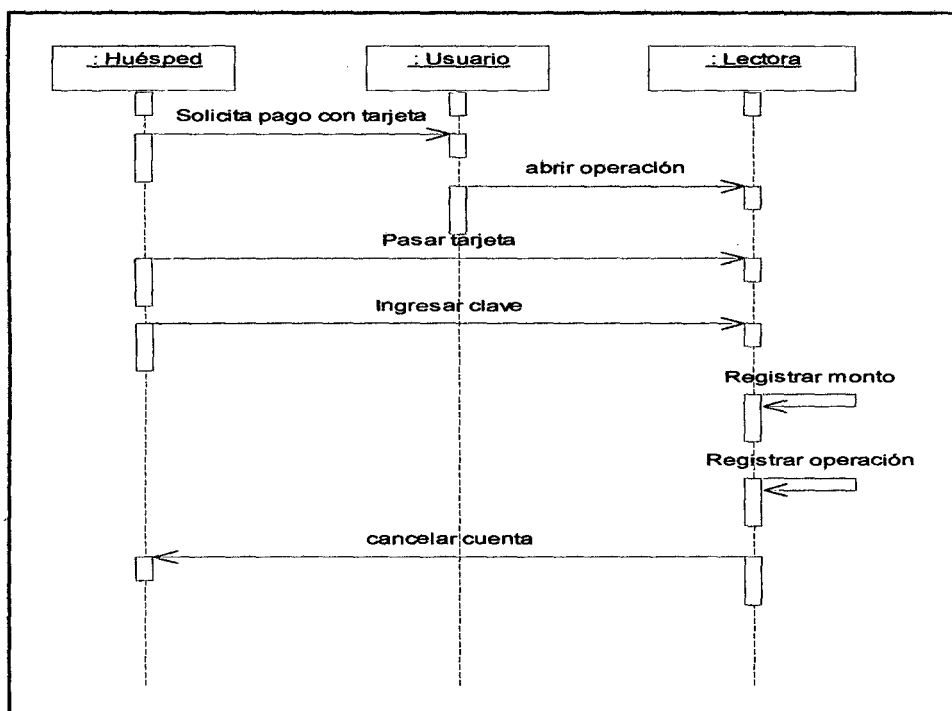 : Huésped
: Usuario
: Lectora
Solicita pago con tarjeta
abrir operación
Pasar tarjeta
Ingresar clave
Registrar monto
Registrar operación
cancelar cuenta